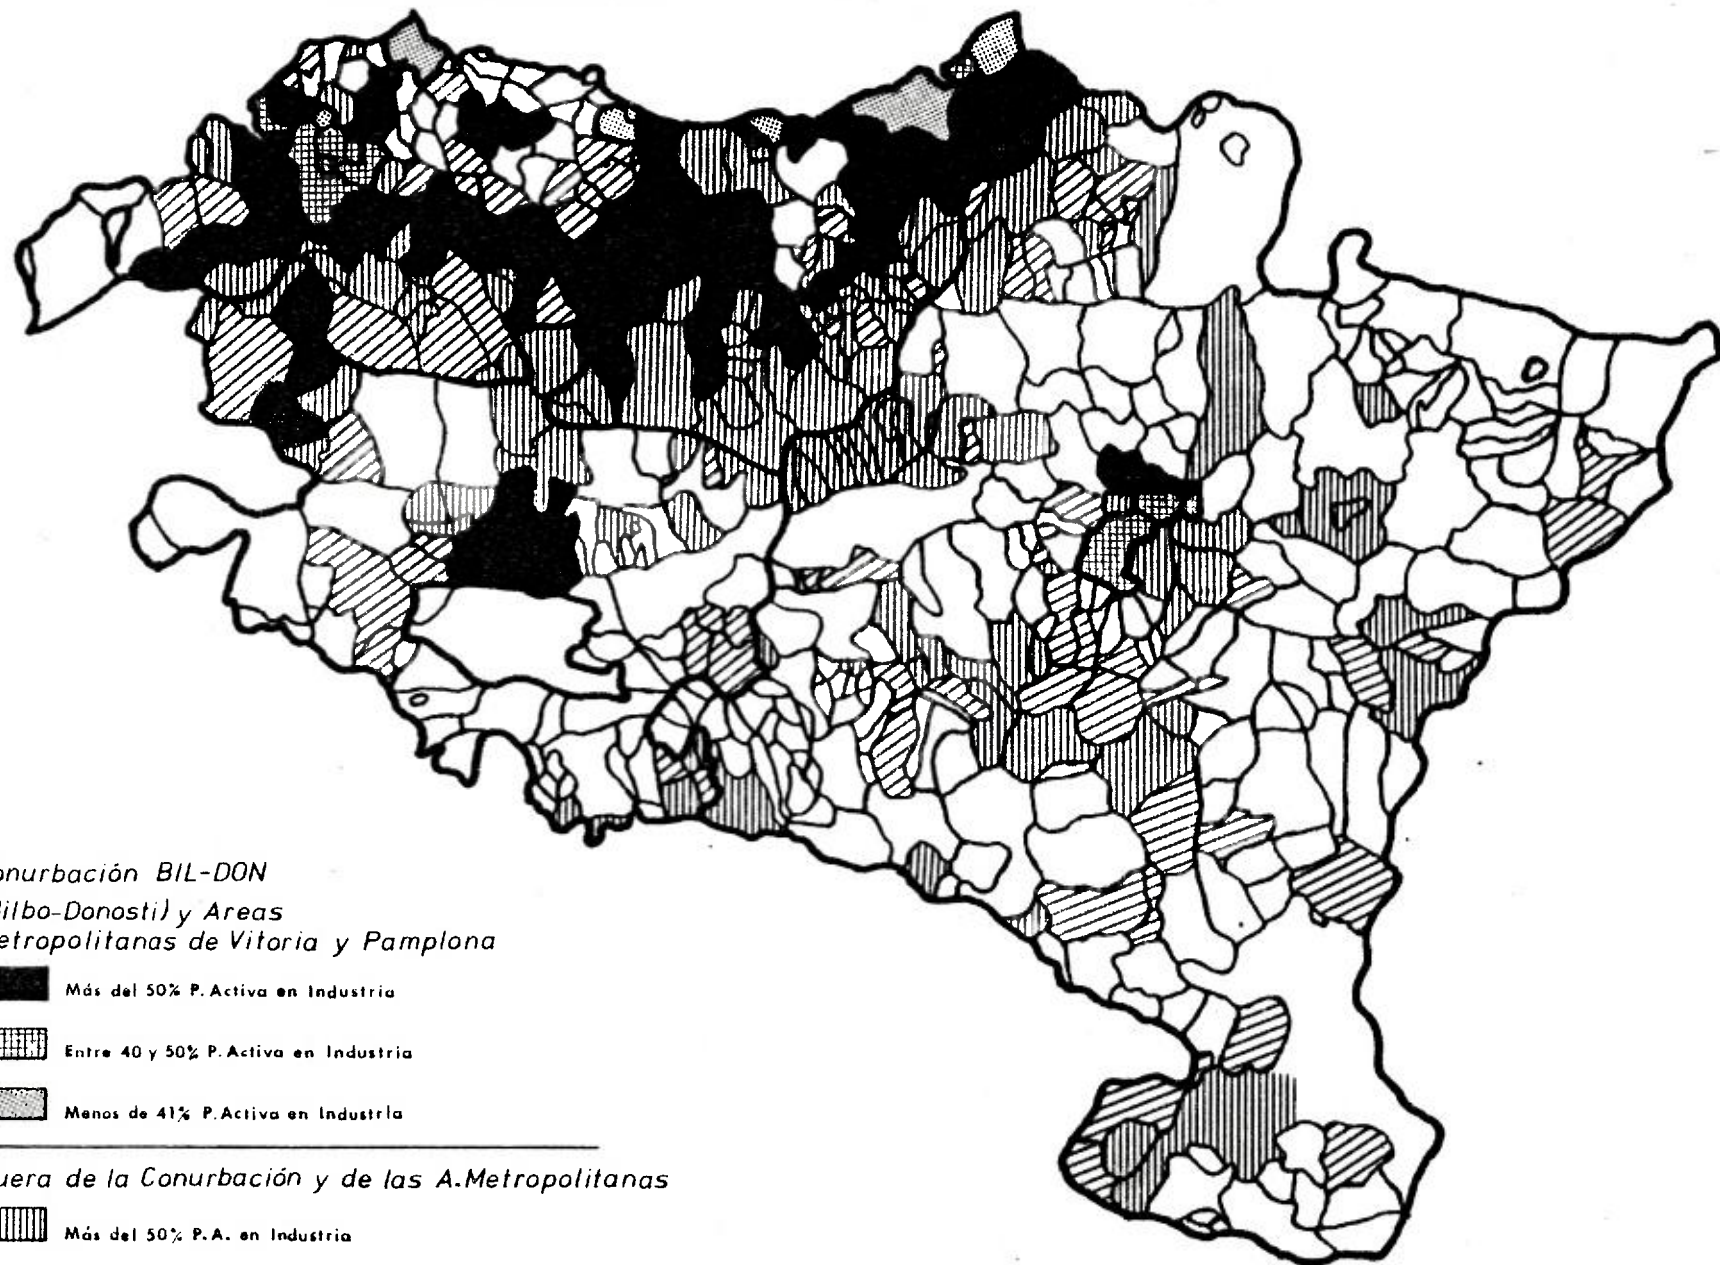 onurbación BIL-DON
ilbo-Donosti) y Areas
etropolitanas de Vitoria y Pamplona
Más del 50% P. Activa en Industria
Entre 40 y 50% P. Activa en Industria
Menos de 41% P. Activa en Industria
uera de la Conurbación y de las A. Metropolitanas
Más del 50% P.A. en Industria